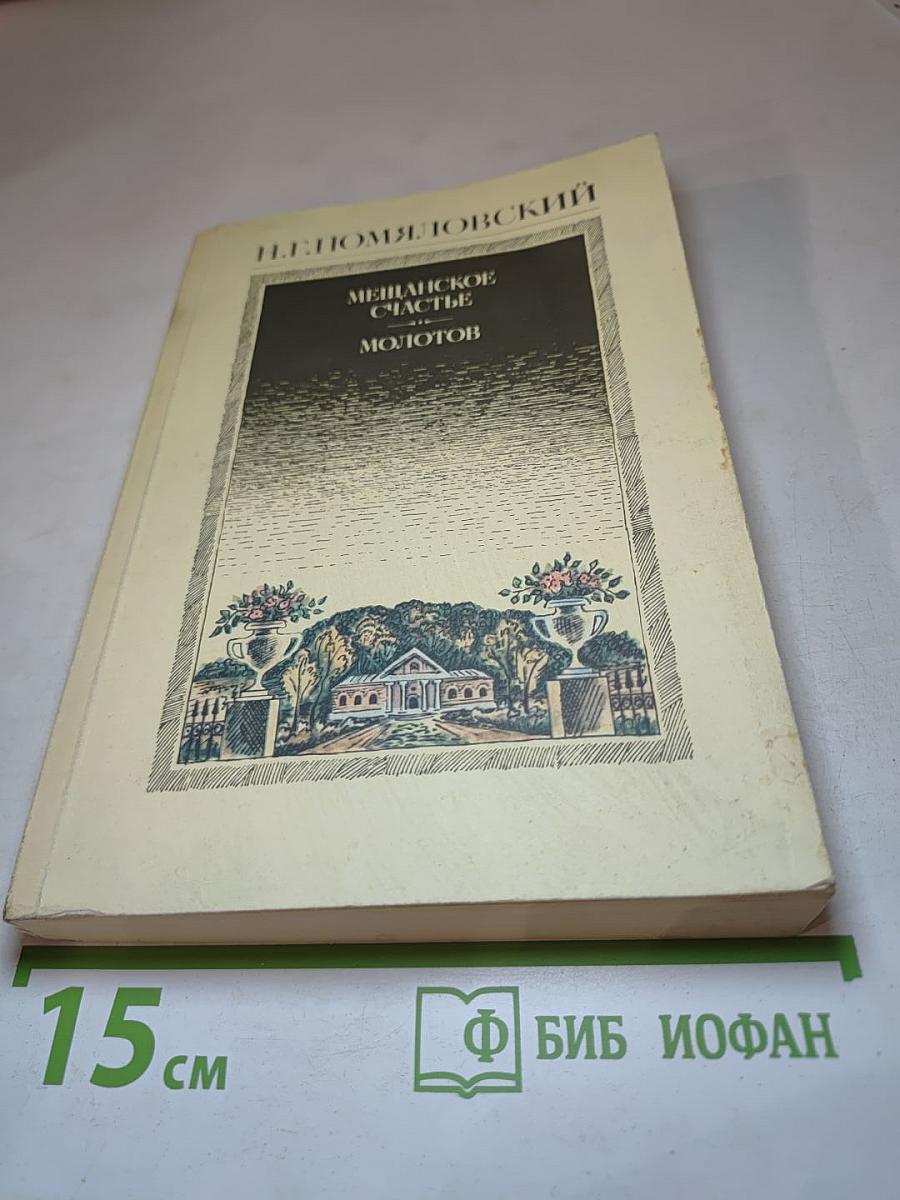 Н.Г.ПОМЯЛОВСКИЙ
МЕЩАНСКОЕ
СЧАСТЬЕ
МОЛОТОВ
15 см
Ф БИБ ИОФАН